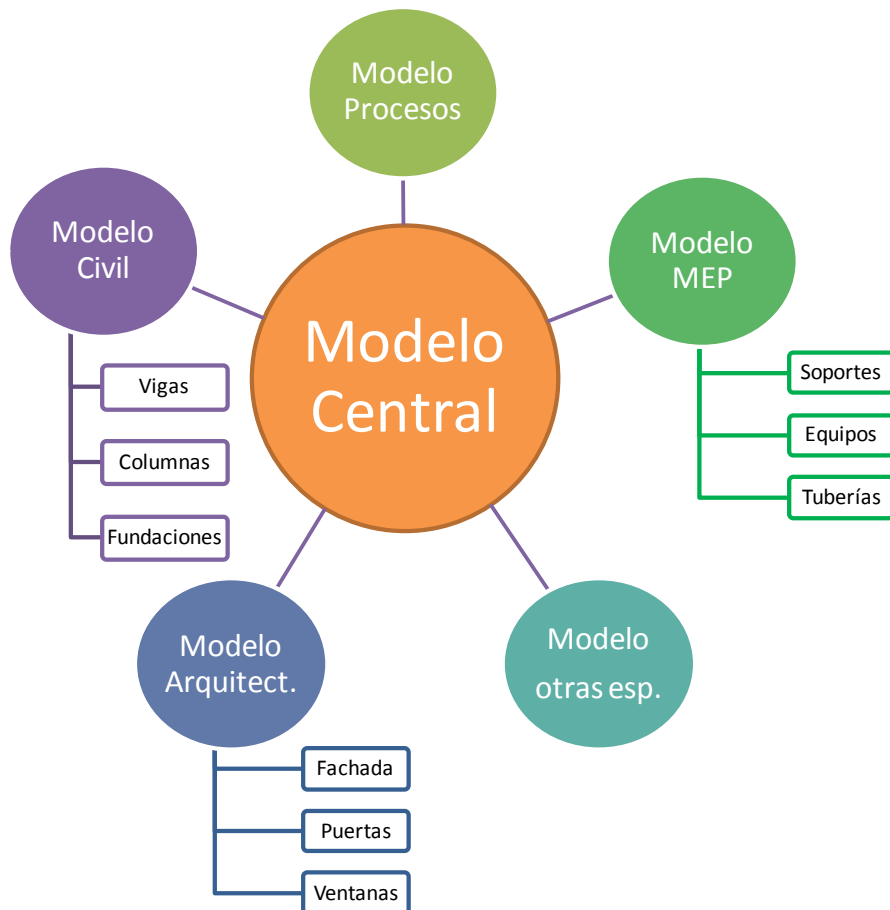 Modelo
Procesos
Modelo
Civil
Modelo
MEP
Modelo
Central
Vigas
Columnas
Fundaciones
Soportes
Equipos
Tuberías
Modelo
Arquitect.
Modelo
otras esp.
Fachada
Puertas
Ventanas